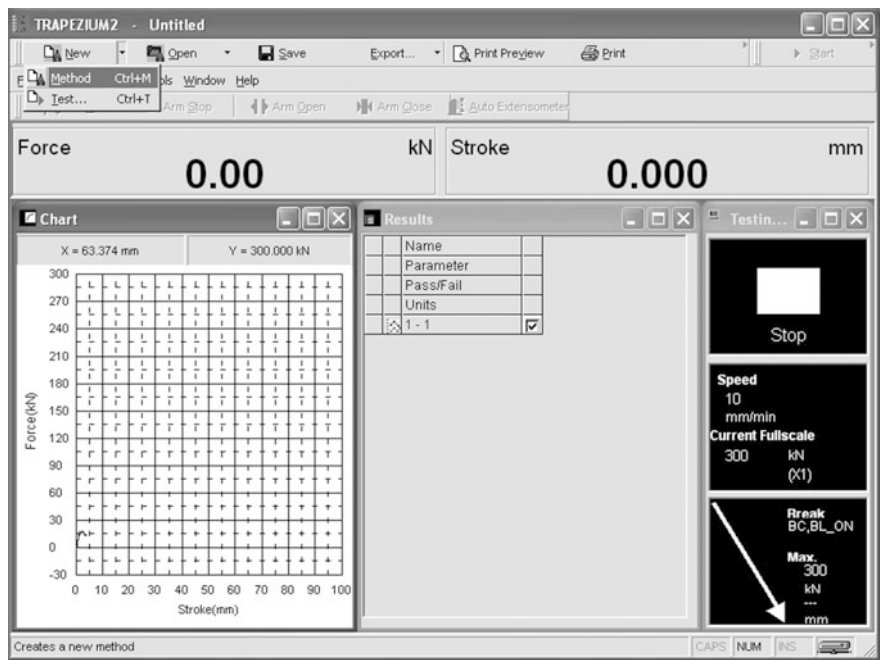 TRAPEZIUM2 - Untitled
New Open Save Export... Print Preview Print Start
Method Ctrl+M
Window Help
Test... Ctrl+T
Arm Stop Arm Open Arm Close Auto Extensometer
Force kN
0.00
Stroke mm
0.000
Chart
X = 63.374 mm Y = 300.000 kN
300
270
240
210
180
150
120
90
60
30
0
-30
Force(kN)
0 10 20 30 40 50 60 70 80 90 100
Stroke(mm)
Results
Name
Parameter
Pass/Fail
Units
1 - 1
Testin...
Stop
Speed
10
mm/min
Current Fullscale
300 kN
(X1)
Break
BC,BL_ON
Max.
300
kN
---
mm
Creates a new method
CAPS NUM INS